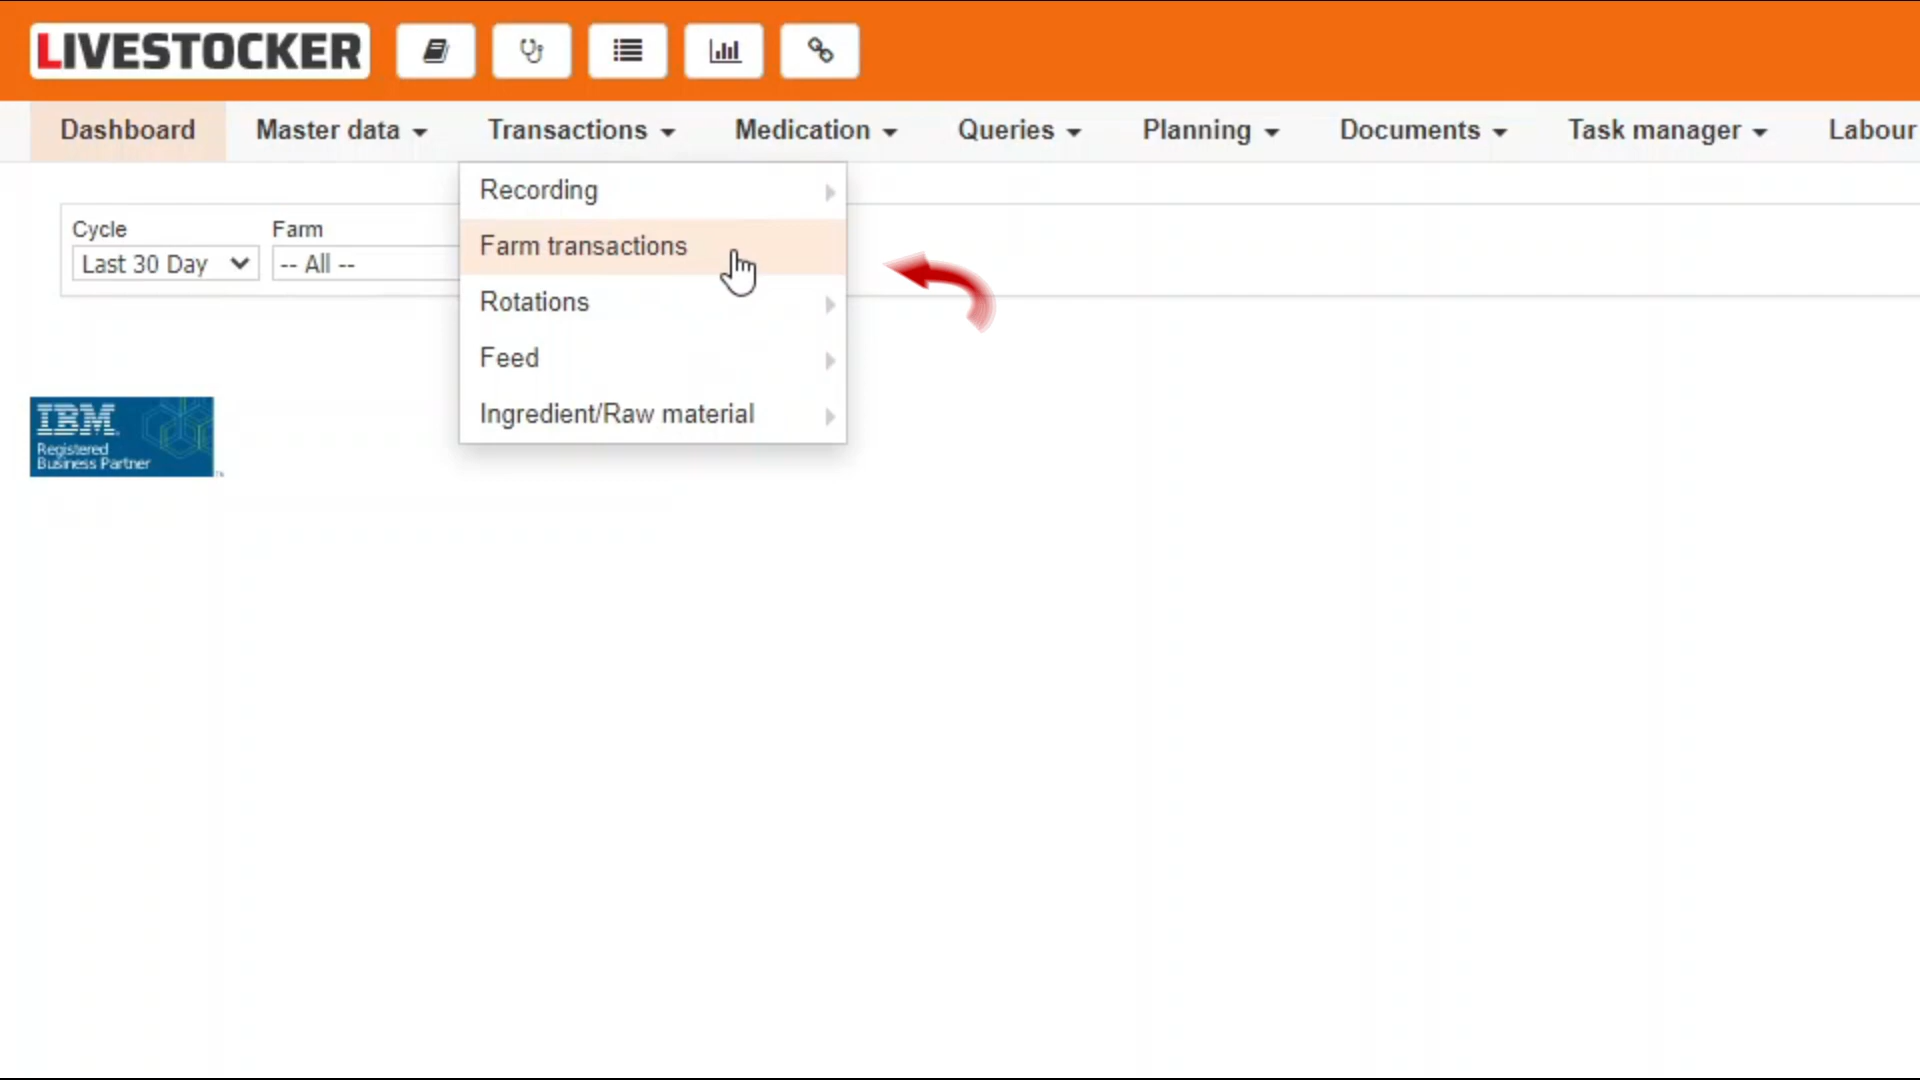 LIVESTOCKER
Dashboard Master data Transactions Medication Queries Planning Documents Task manager Labour
Recording
Farm transactions
Rotations
Feed
Ingredient/Raw material
Cycle Farm
Last 30 Day -- All --
IBM.
Registered
Business Partner
TM